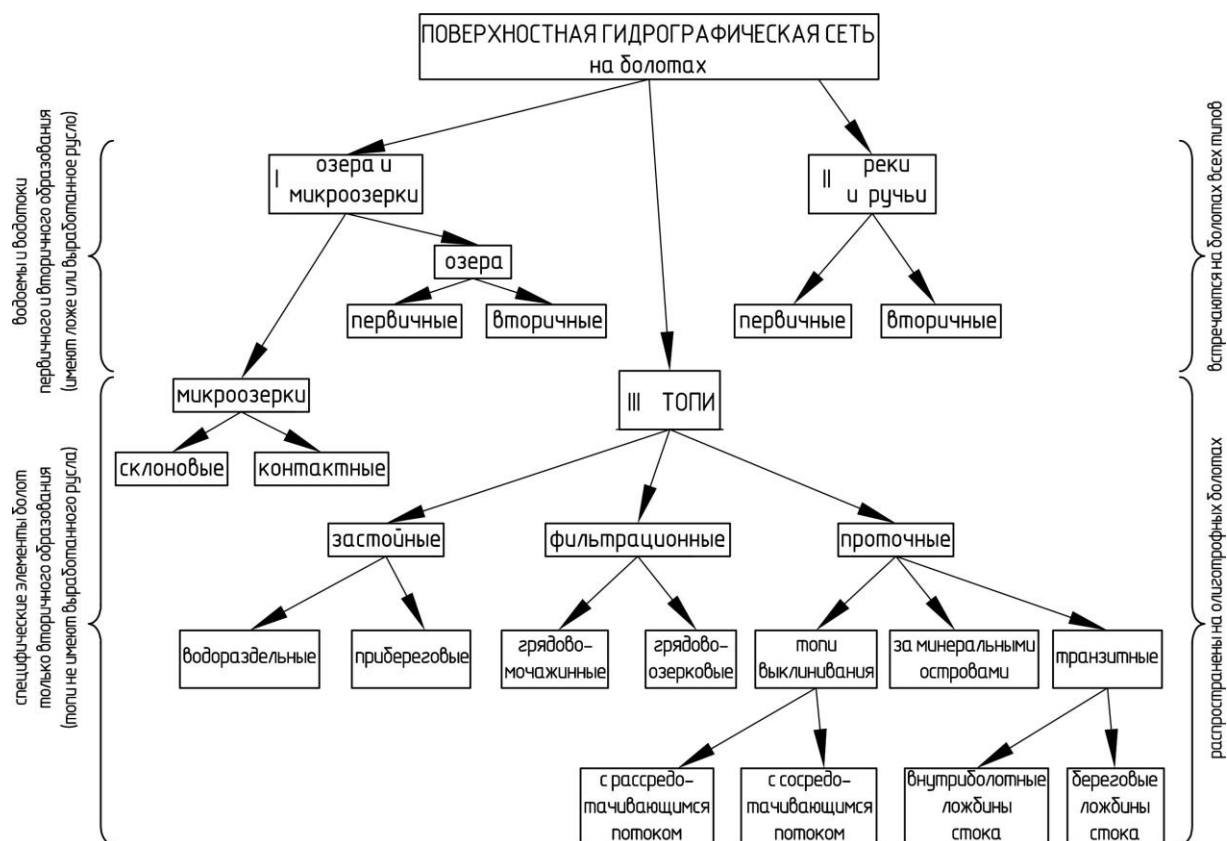 ПОВЕРХНОСТНАЯ ГИДРОГРАФИЧЕСКАЯ СЕТЬ
на болотах
водоемы и водотоки
первичного и вторичного образования
(имеют ложе или выработанное русло)
I озера и
микроозерки
II реки
и ручьи
встречаются на болотах всех типов
озера
первичные
вторичные
первичные
вторичные
микроозерки
III ТОПИ
склоновые
контактные
специфические элементы болот
только вторичного образования
(топи не имеют выработанного русла)
застойные
фильтрационные
проточные
распространены на олиготрофных болотах
водораздельные
прибереговые
грядово-
мочажинные
грядово-
озерковые
топи
выклинивания
за минеральными
островами
транзитные
с рассредо-
тачивающимся
потоком
с сосредо-
тачивающимся
потоком
внутриболотные
ложбины
стока
береговые
ложбины
стока